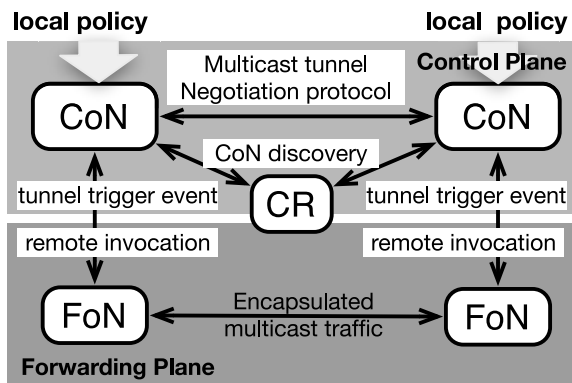 local policy
local policy
Control Plane
Multicast tunnel
Negotiation protocol
CoN
CoN
CoN discovery
tunnel trigger event
tunnel trigger event
CR
remote invocation
remote invocation
FoN
Encapsulated
multicast traffic
FoN
Forwarding Plane